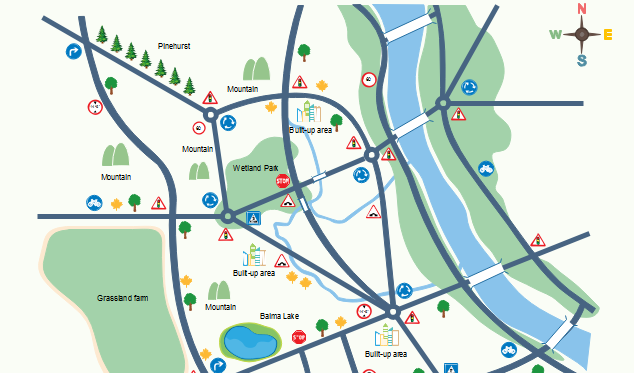 N
W E
S
Pinehurst
Mountain
Built-up area
Mountain
Wetland Park
STOP
Mountain
Built-up area
Grassland farm
Mountain
Balma Lake
STOP
Built-up area